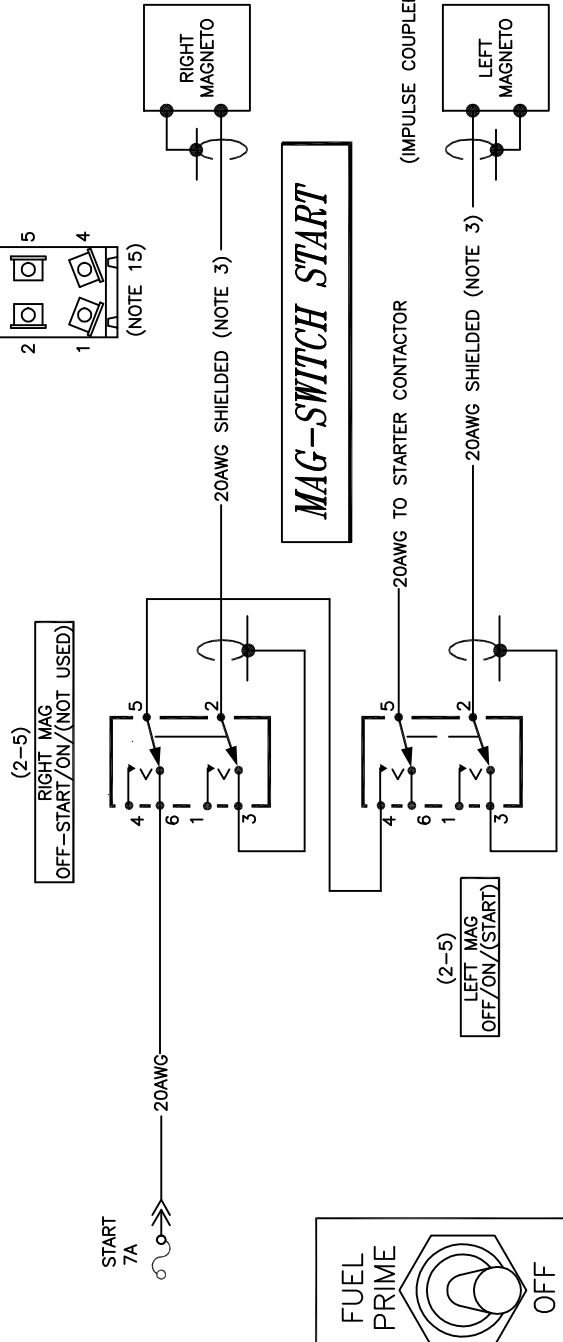 RIGHT
MAGNETO
(IMPULSE COUPLED
LEFT
MAGNETO
2
5
1
4
(NOTE 15)
20AWG SHIELDED (NOTE 3)
MAG-SWITCH START
20AWG TO STARTER CONTACTOR
20AWG SHIELDED (NOTE 3)
(2-5)
RIGHT MAG
OFF-START/ON/(NOT USED)
5
2
4
6
1
3
5
2
4
6
1
3
(2-5)
LEFT MAG
OFF/ON/(START)
20AWG
START
7A
FUEL
PRIME
OFF